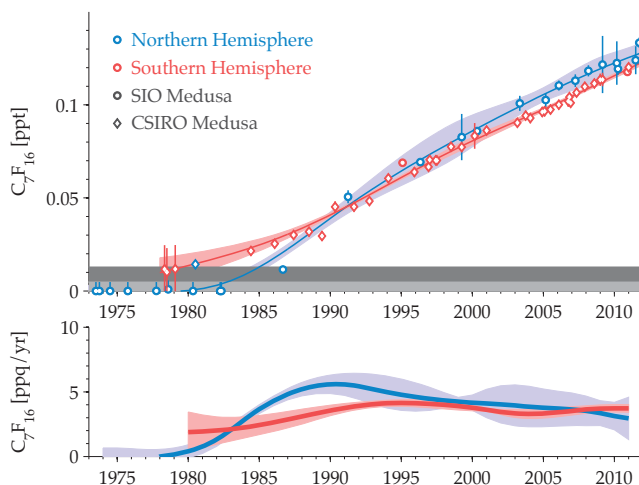 C₇F₁₆ [ppt]
0.1
0.05
0
Northern Hemisphere
Southern Hemisphere
SIO Medusa
CSIRO Medusa
1975 1980 1985 1990 1995 2000 2005 2010
C₇F₁₆ [ppq/yr]
10
5
0
1975 1980 1985 1990 1995 2000 2005 2010